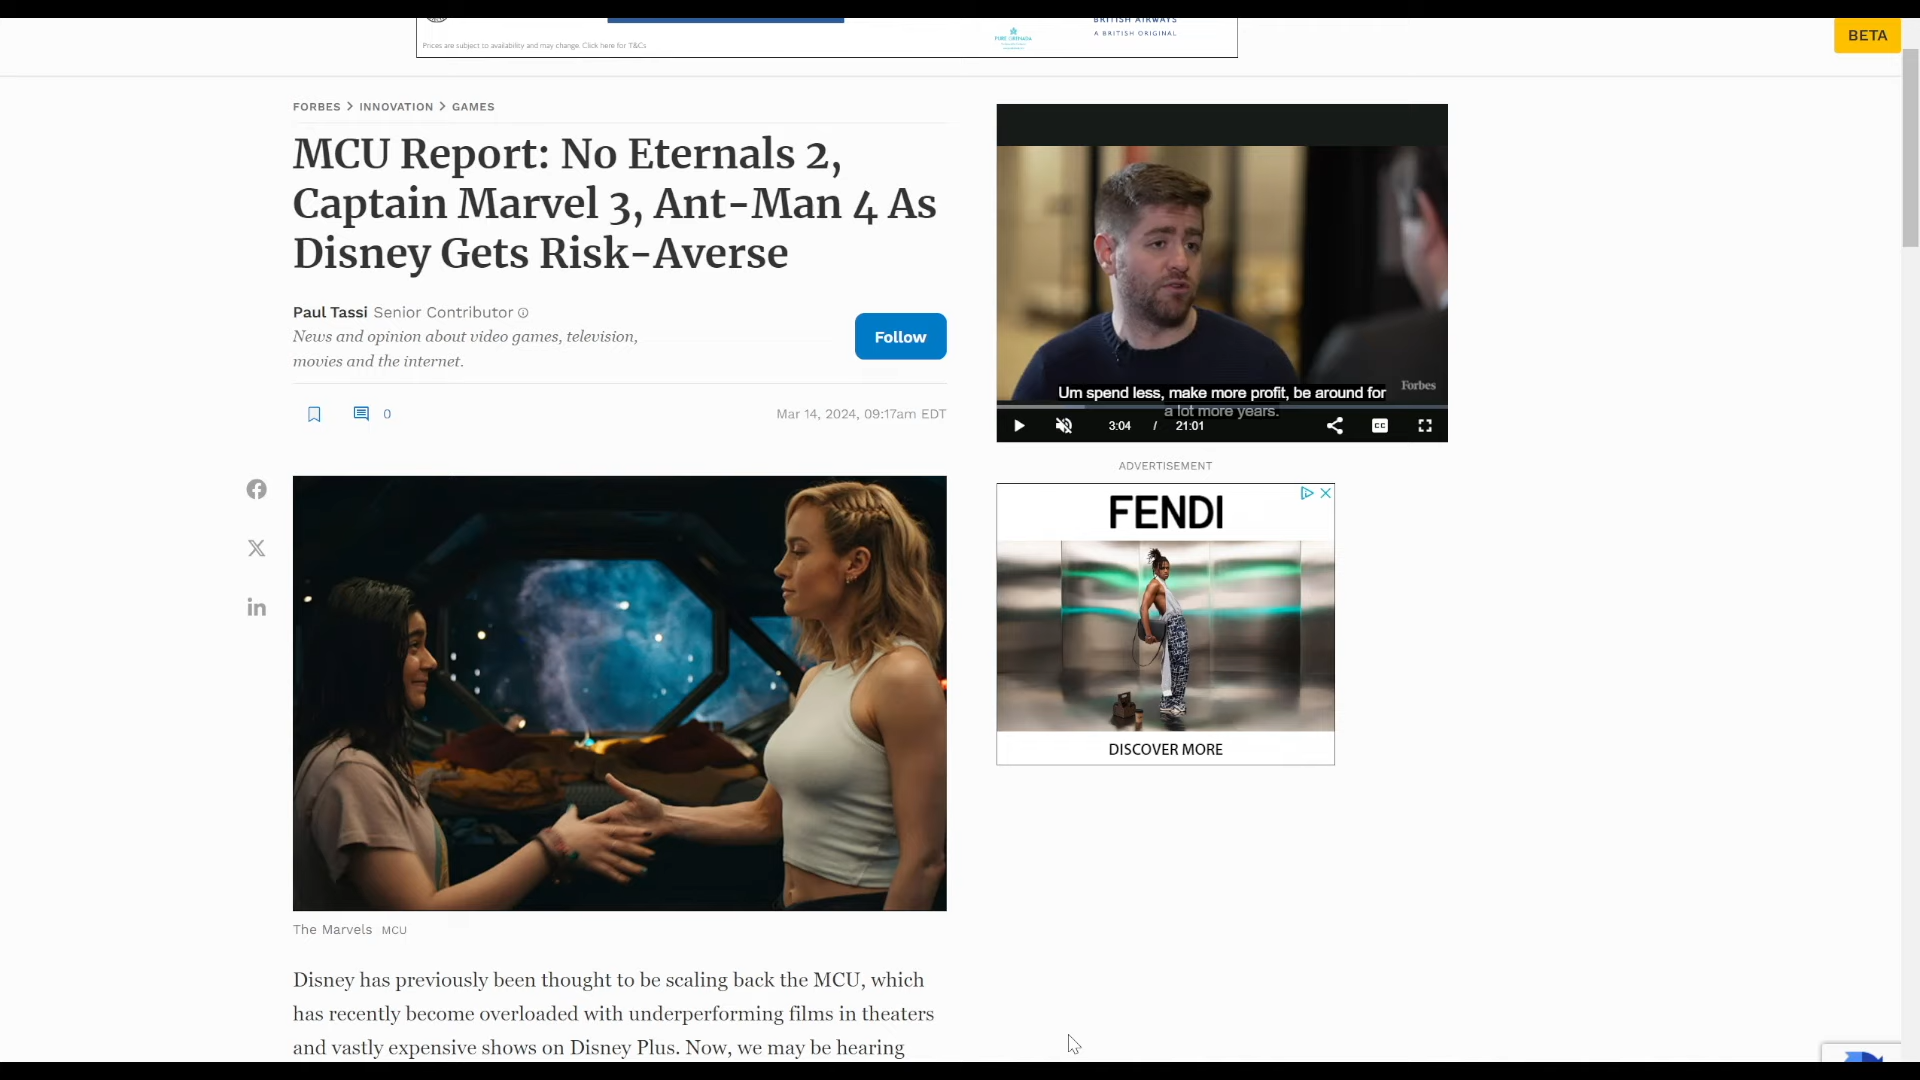 BRITISH AIRWAYS
A BRITISH ORIGINAL
PURE GRENADA
Prices are subject to availability and may change. Click here for T&Cs
BETA
FORBES > INNOVATION > GAMES
MCU Report: No Eternals 2,
Captain Marvel 3, Ant-Man 4 As
Disney Gets Risk-Averse
Paul Tassi Senior Contributor
News and opinion about video games, television,
movies and the internet.
Follow
0
Mar 14, 2024, 09:17am EDT
Um spend less, make more profit, be around for
a lot more years.
Forbes
3:04 / 21:01
CC
ADVERTISEMENT
FENDI
DISCOVER MORE
The Marvels MCU
Disney has previously been thought to be scaling back the MCU, which
has recently become overloaded with underperforming films in theaters
and vastly expensive shows on Disney Plus. Now, we may be hearing